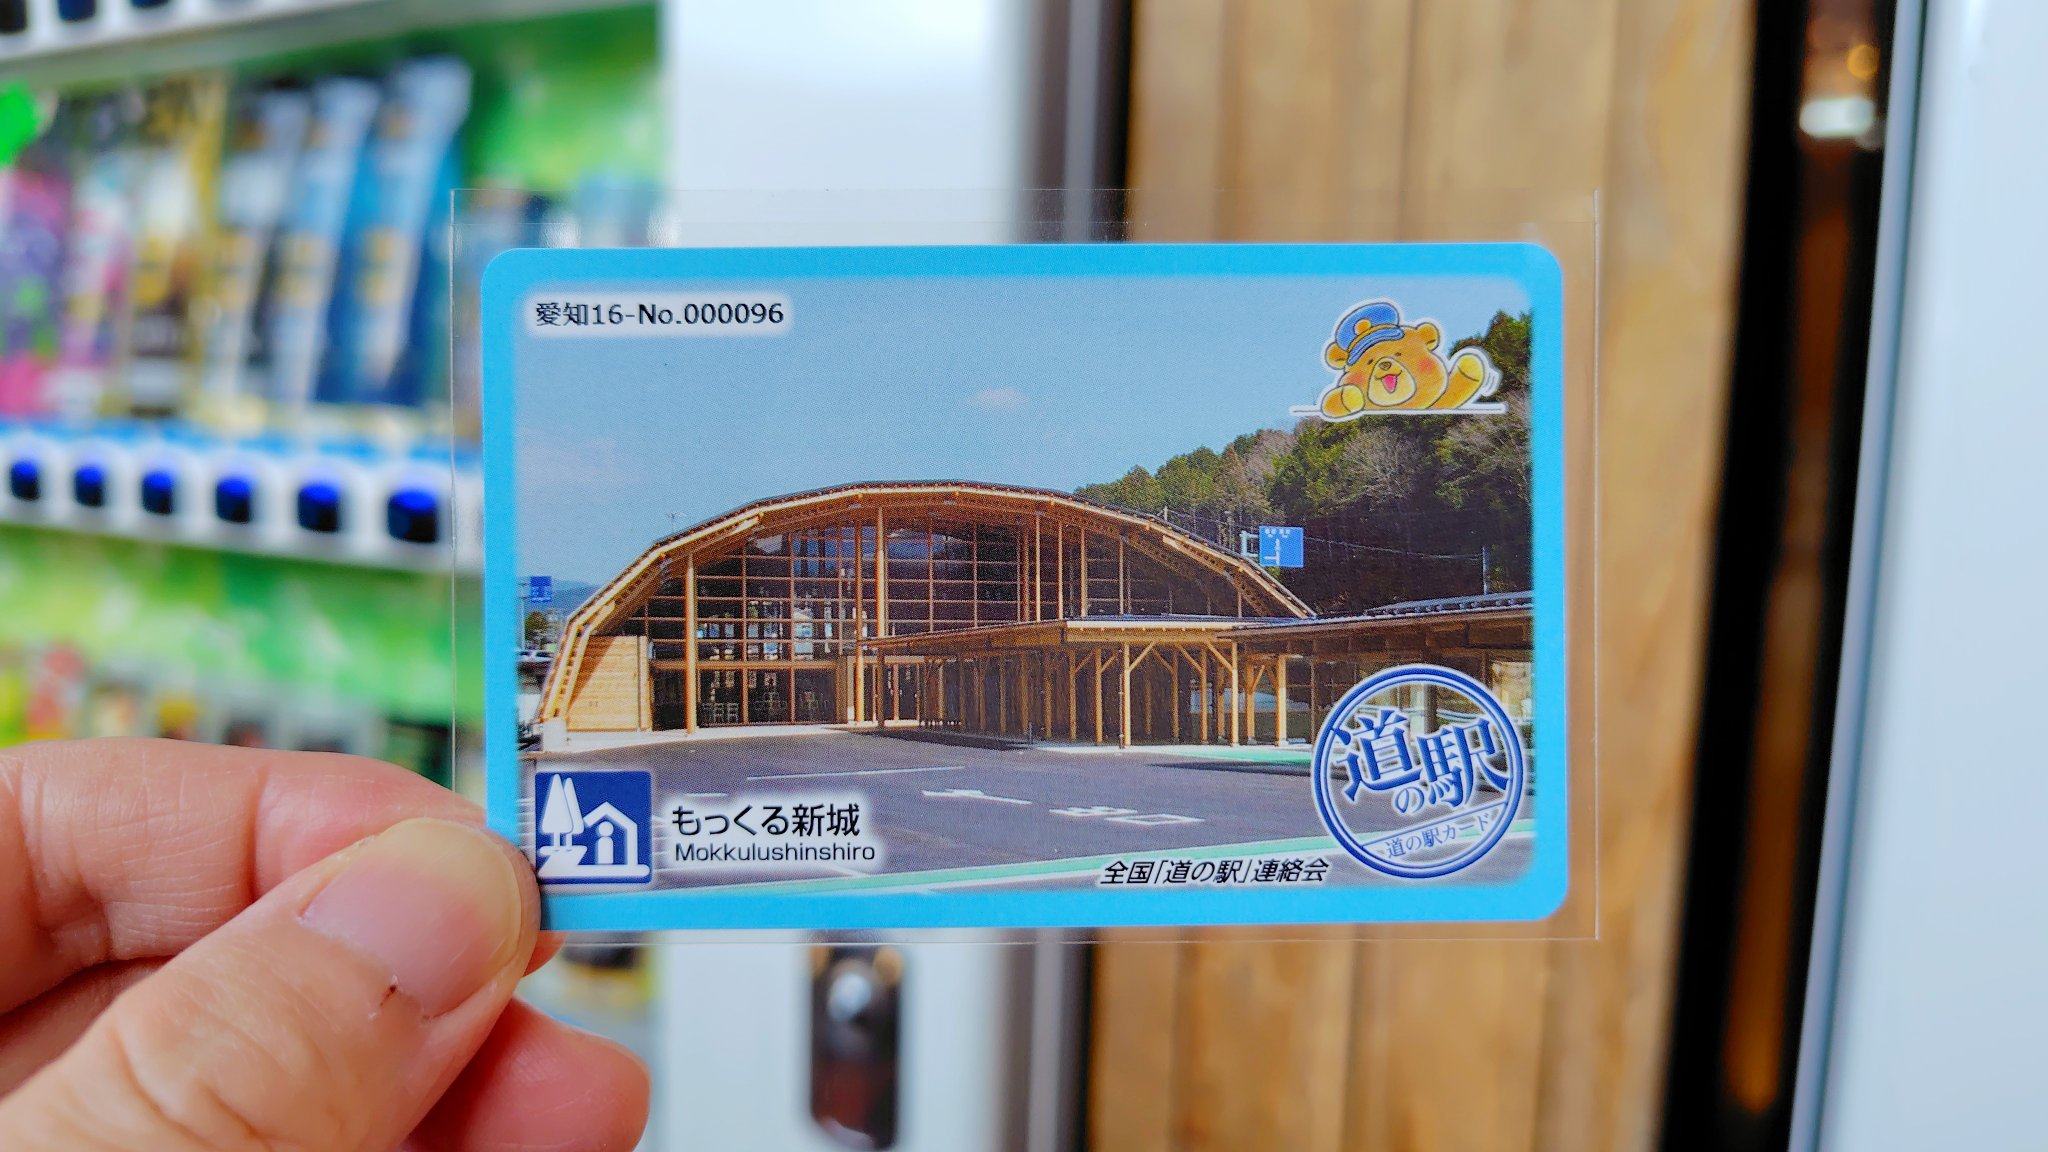 愛知16-No.000096
もっくる新城
Mokkulushinshiro
全国「道の駅」連絡会
道の駅
道の駅カード